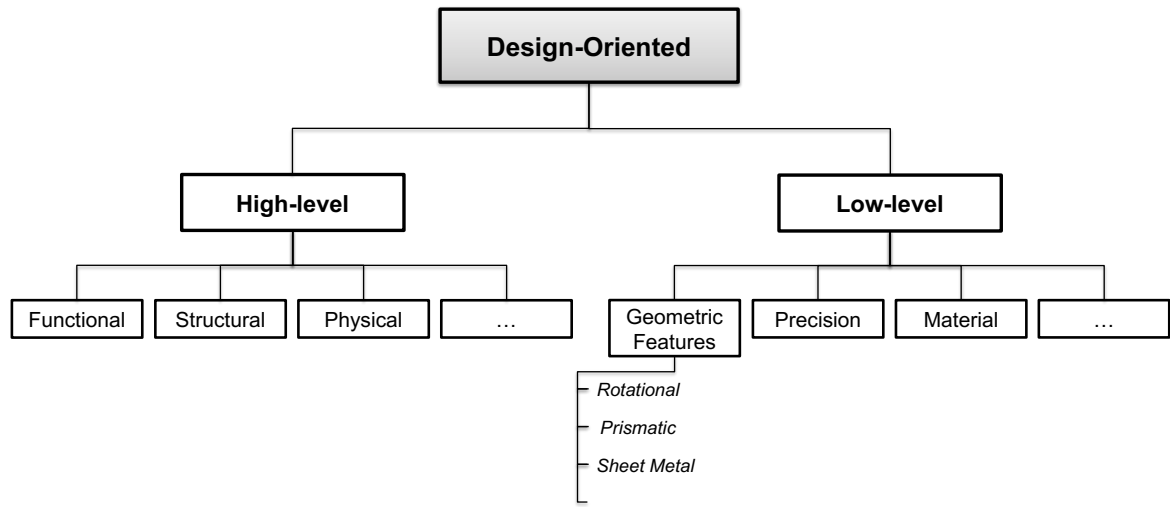 Design-Oriented
High-level
Low-level
Functional
Structural
Physical
…
Geometric
Features
Precision
Material
…
Rotational
Prismatic
Sheet Metal